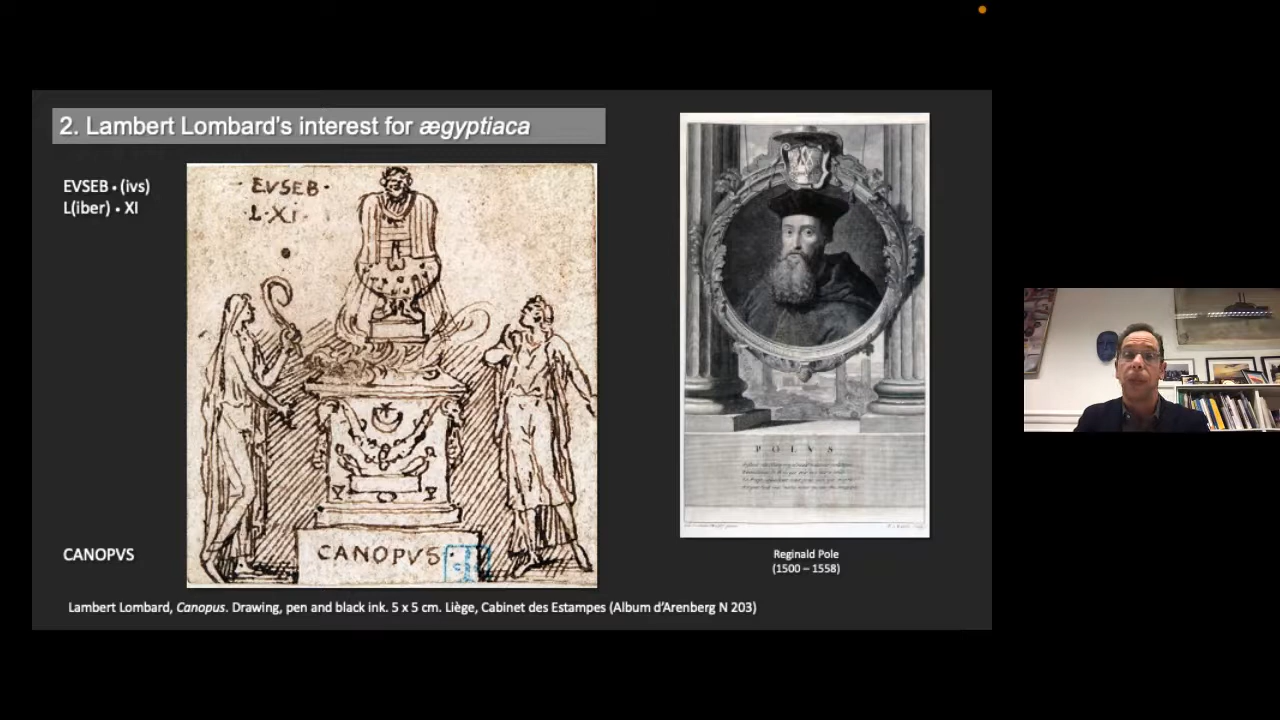 2. Lambert Lombard's interest for ægyptiaca
EVSEB • (ivs)
L(iber) • XI
EVSEB·
·L·XI·
CANOPVS
CANOPVS
Lambert Lombard, Canopus. Drawing, pen and black ink. 5 x 5 cm. Liège, Cabinet des Estampes (Album d'Arenberg N 203)
POLVS
Reginald Pole
(1500 – 1558)